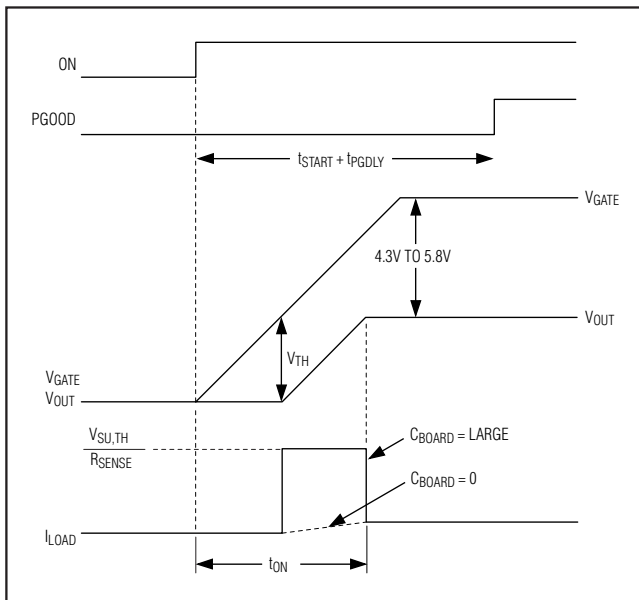 ON
PGOOD
tSTART + tPGDLY
VGATE
4.3V TO 5.8V
VOUT
VTH
VGATE
VOUT
VSU,TH
RSENSE
CBOARD = LARGE
CBOARD = 0
ILOAD
tON